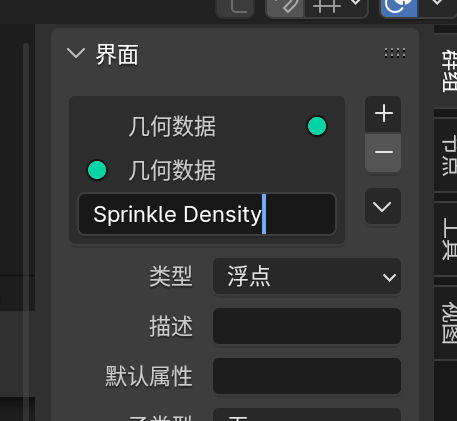 界面
几何数据
几何数据
Sprinkle Density
类型 浮点
描述
默认属性
群组
节点
工具
视图